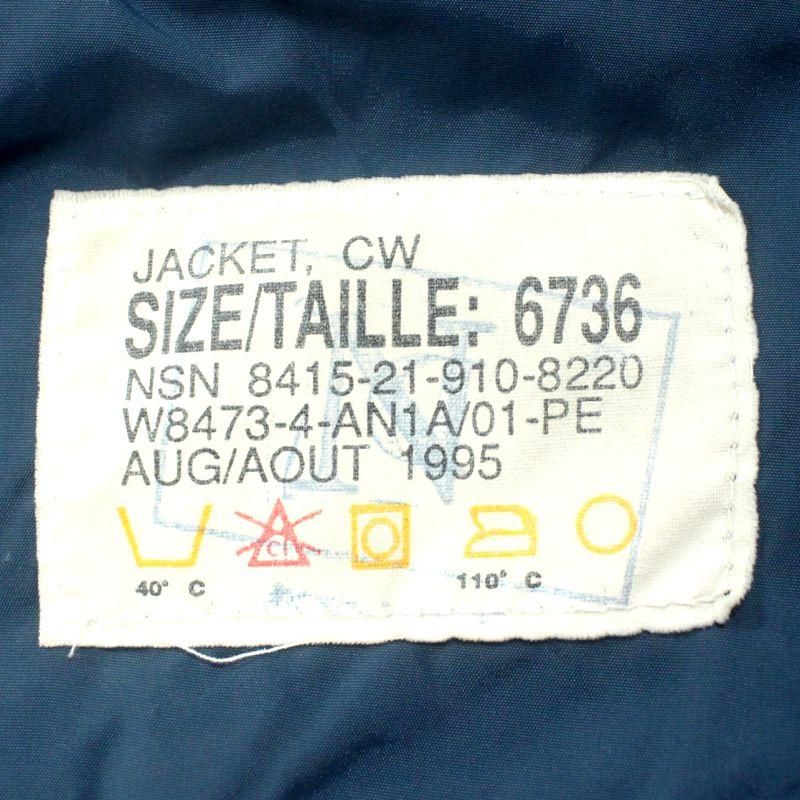 JACKET, CW
SIZE/TAILLE: 6736
NSN 8415-21-910-8220
W8473-4-AN1A/01-PE
AUG/AOUT 1995
Cl
40° C
110° C